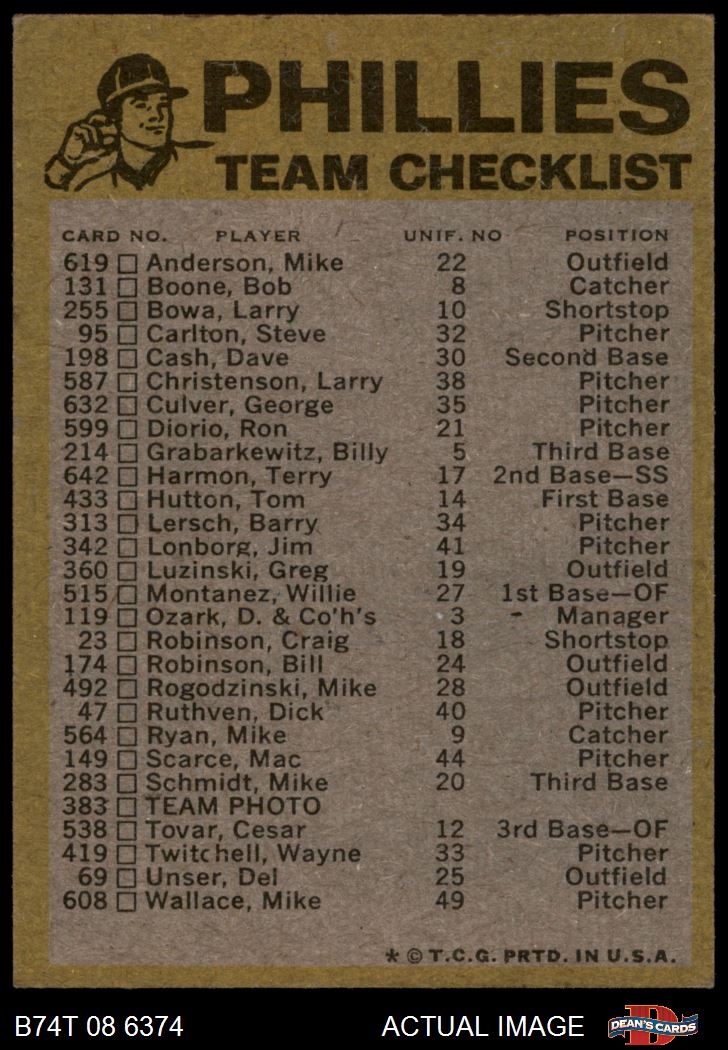 PHILLIES
TEAM CHECKLIST
CARD NO. PLAYER UNIF. NO POSITION
619 Anderson, Mike 22 Outfield
131 Boone, Bob 8 Catcher
255 Bowa, Larry 10 Shortstop
95 Carlton, Steve 32 Pitcher
198 Cash, Dave 30 Second Base
587 Christenson, Larry 38 Pitcher
632 Culver, George 35 Pitcher
599 Diorio, Ron 21 Pitcher
214 Grabarkewitz, Billy 5 Third Base
642 Harmon, Terry 17 2nd Base—SS
433 Hutton, Tom 14 First Base
313 Lersch, Barry 34 Pitcher
342 Lonborg, Jim 41 Pitcher
360 Luzinski, Greg 19 Outfield
515 Montanez, Willie 27 1st Base—OF
119 Ozark, D. & Co'h's 3 Manager
23 Robinson, Craig 18 Shortstop
174 Robinson, Bill 24 Outfield
492 Rogodzinski, Mike 28 Outfield
47 Ruthven, Dick 40 Pitcher
564 Ryan, Mike 9 Catcher
149 Scarce, Mac 44 Pitcher
283 Schmidt, Mike 20 Third Base
383 TEAM PHOTO
538 Tovar, Cesar 12 3rd Base—OF
419 Twitchell, Wayne 33 Pitcher
69 Unser, Del 25 Outfield
608 Wallace, Mike 49 Pitcher
* © T.C.G. PRTD. IN U.S.A.
B74T 08 6374 ACTUAL IMAGE D DEAN'S CARDS